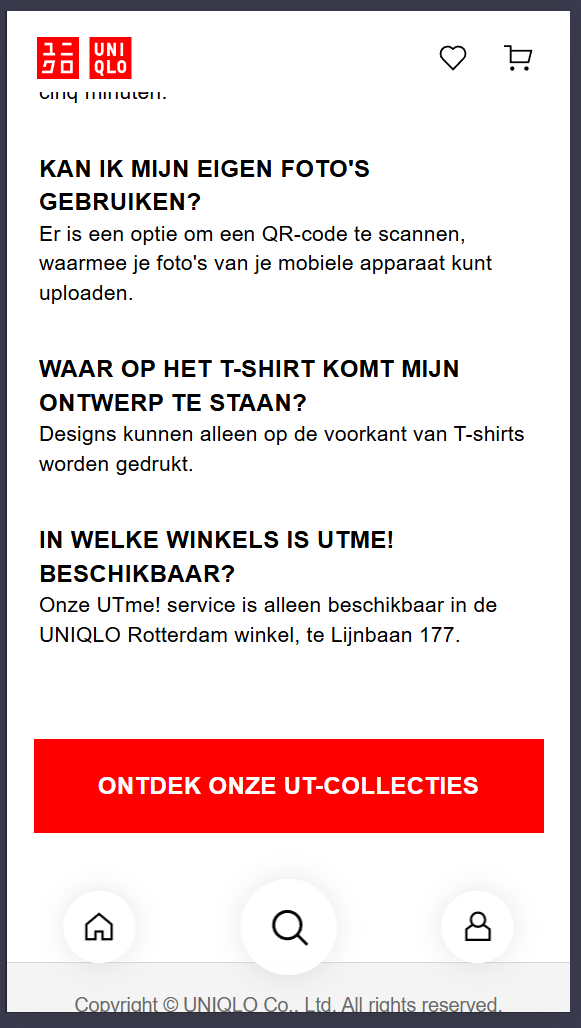 ユニ UNI
クロ QLO
cinq minuten.
KAN IK MIJN EIGEN FOTO'S
GEBRUIKEN?
Er is een optie om een QR-code te scannen,
waarmee je foto's van je mobiele apparaat kunt
uploaden.
WAAR OP HET T-SHIRT KOMT MIJN
ONTWERP TE STAAN?
Designs kunnen alleen op de voorkant van T-shirts
worden gedrukt.
IN WELKE WINKELS IS UTME!
BESCHIKBAAR?
Onze UTme! service is alleen beschikbaar in de
UNIQLO Rotterdam winkel, te Lijnbaan 177.
ONTDEK ONZE UT-COLLECTIES
Copyright © UNIQLO Co., Ltd. All rights reserved.